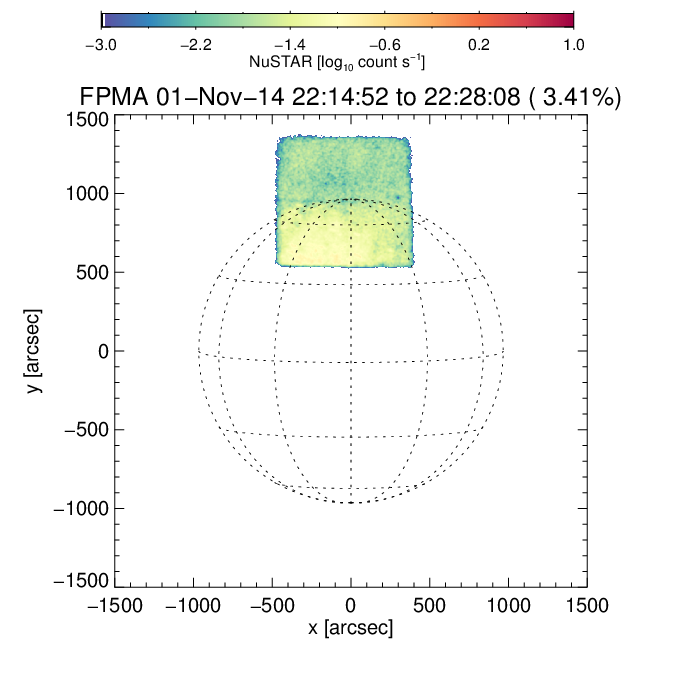 −3.0 −2.2 −1.4 −0.6 0.2 1.0
NuSTAR [log₁₀ count s⁻¹]
FPMA 01−Nov−14 22:14:52 to 22:28:08 ( 3.41%)
1500
1000
500
0
−500
−1000
−1500
y [arcsec]
−1500 −1000 −500 0 500 1000 1500
x [arcsec]